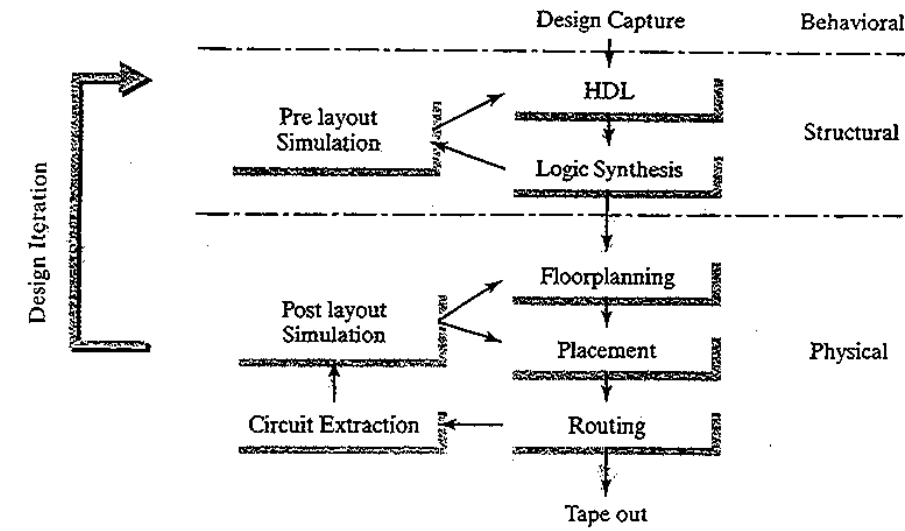 Design Capture
Behavioral
HDL
Pre layout
Simulation
Structural
Logic Synthesis
Design Iteration
Floorplanning
Post layout
Simulation
Placement
Physical
Circuit Extraction
Routing
Tape out